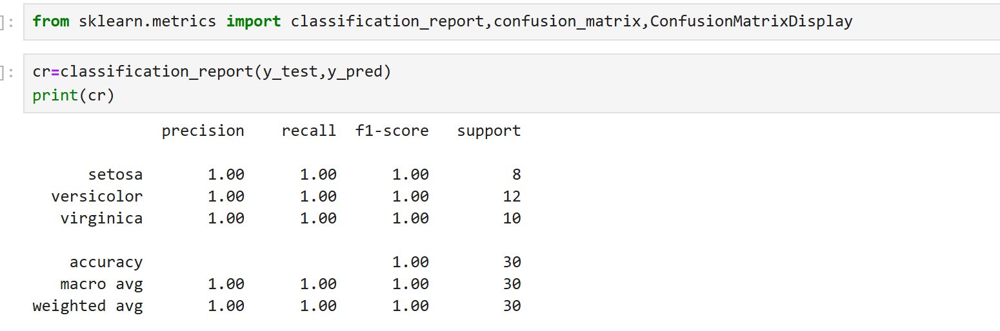 ]: from sklearn.metrics import classification_report,confusion_matrix,ConfusionMatrixDisplay
]: cr=classification_report(y_test,y_pred)
print(cr)
precision recall f1-score support
setosa 1.00 1.00 1.00 8
versicolor 1.00 1.00 1.00 12
virginica 1.00 1.00 1.00 10
accuracy 1.00 30
macro avg 1.00 1.00 1.00 30
weighted avg 1.00 1.00 1.00 30